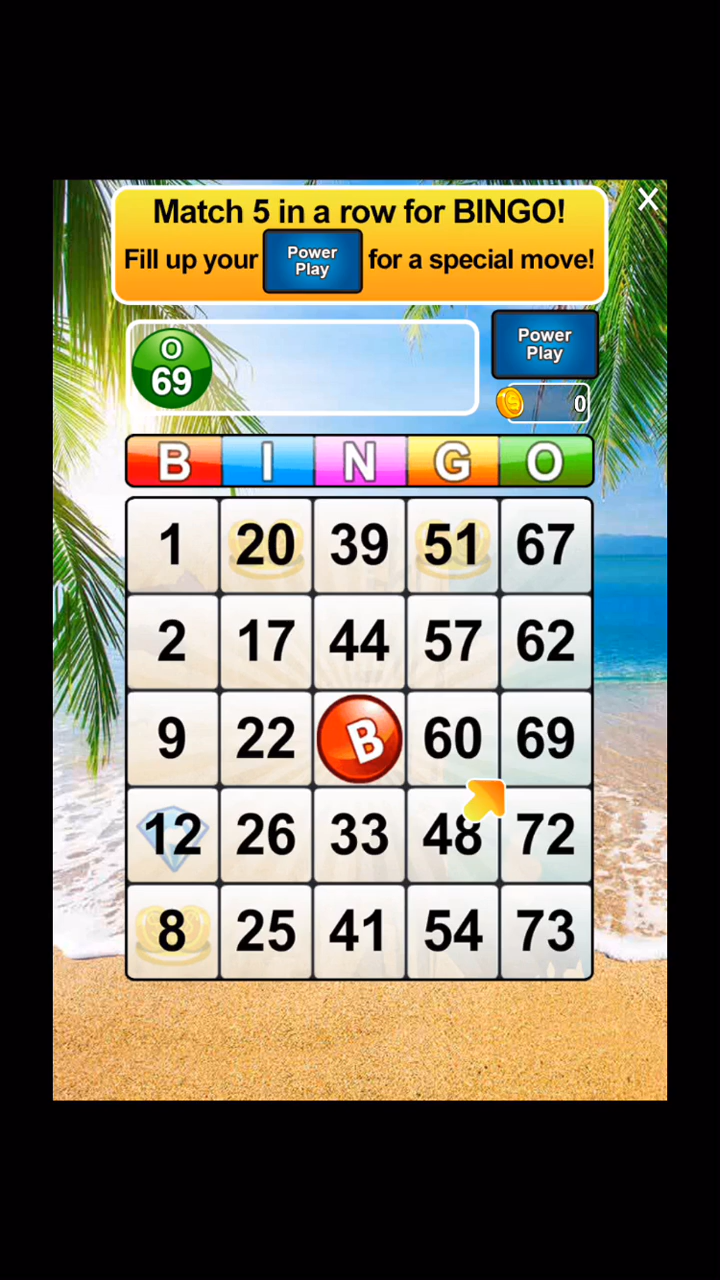 Match 5 in a row for BINGO!
X
Fill up your Power Play for a special move!
O
69
Power
Play
0
B I N G O
1 20 39 51 67
2 17 44 57 62
9 22 B 60 69
12 26 33 48 72
8 25 41 54 73